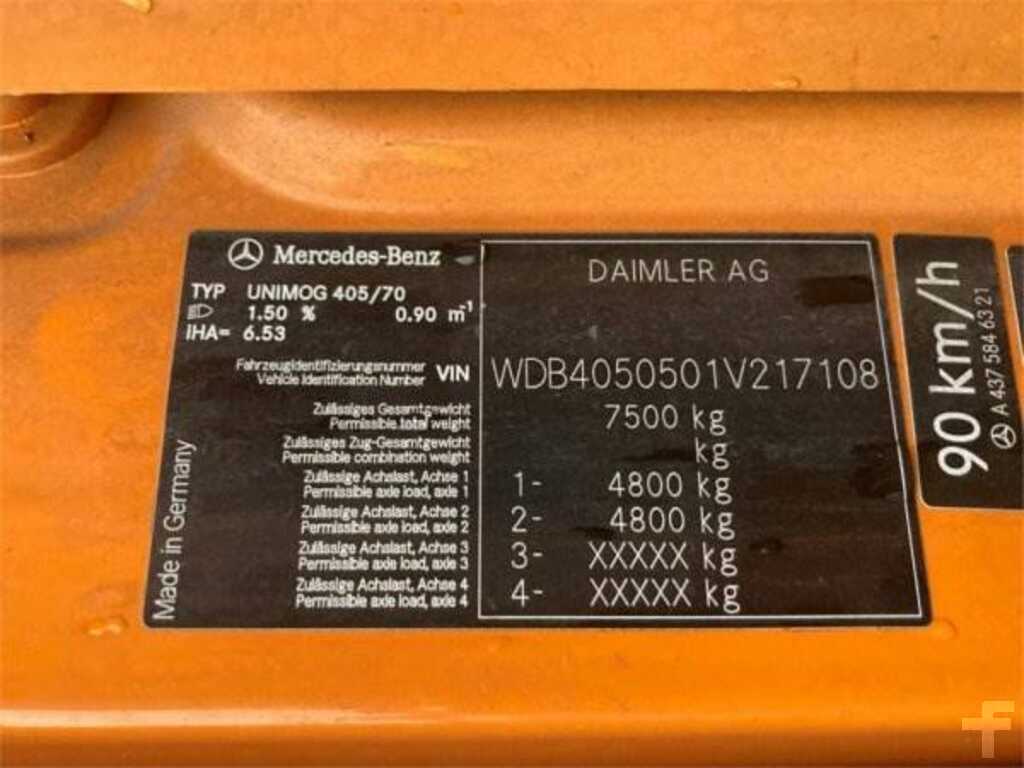 Mercedes-Benz
TYP UNIMOG 405/70
1.50 % 0.90 m⁻¹
IHA= 6.53
Fahrzeugidentifizierungsnummer
Vehicle Identification Number
VIN
Zulässiges Gesamtgewicht
Permissible total weight
Zulässiges Zug-Gesamtgewicht
Permissible combination weight
Zulässige Achslast, Achse 1
Permissible axle load, axle 1
Zulässige Achslast, Achse 2
Permissible axle load, axle 2
Zulässige Achslast, Achse 3
Permissible axle load, axle 3
Zulässige Achslast, Achse 4
Permissible axle load, axle 4
Made in Germany
DAIMLER AG
WDB4050501V217108
7500 kg
kg
1- 4800 kg
2- 4800 kg
3- XXXXX kg
4- XXXXX kg
90 km/h
A 437 584 63 21